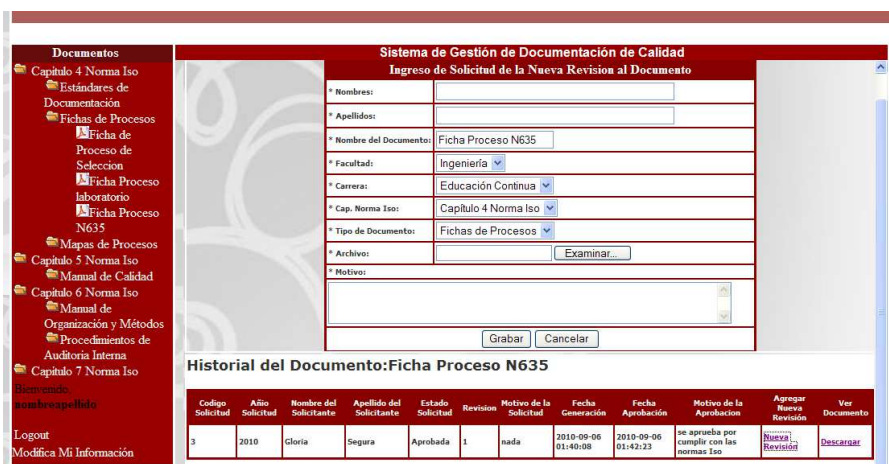 Documentos
Capitulo 4 Norma Iso
Estándares de
Documentación
Fichas de Procesos
Ficha de
Proceso de
Seleccion
Ficha Proceso
laboratorio
Ficha Proceso
N635
Mapas de Procesos
Capitulo 5 Norma Iso
Manual de Calidad
Capitulo 6 Norma Iso
Manual de
Organización y Métodos
Procedimientos de
Auditoria Interna
Capitulo 7 Norma Iso
Bienvenido,
nombreapellido
Logout
Modifica Mi Información
Sistema de Gestión de Documentación de Calidad
Ingreso de Solicitud de la Nueva Revision al Documento
* Nombres:
* Apellidos:
* Nombre del Documento: Ficha Proceso N635
* Facultad: Ingeniería
* Carrera: Educación Continua
* Cap. Norma Iso: Capítulo 4 Norma Iso
* Tipo de Documento: Fichas de Procesos
* Archivo: Examinar...
* Motivo:
Grabar Cancelar
Historial del Documento:Ficha Proceso N635
Codigo Solicitud Añio Solicitud Nombre del Solicitante Apellido del Solicitante Estado Solicitud Revision Motivo de la Solicitud Fecha Generación Fecha Aprobación Motivo de la Aprobacion Agregar Nueva Revisión Ver Documento
3 2010 Gloria Segura Aprobada 1 nada 2010-09-06 01:40:08 2010-09-06 01:42:23 se aprueba por cumplir con las normas Iso Nueva Revisión Descargar